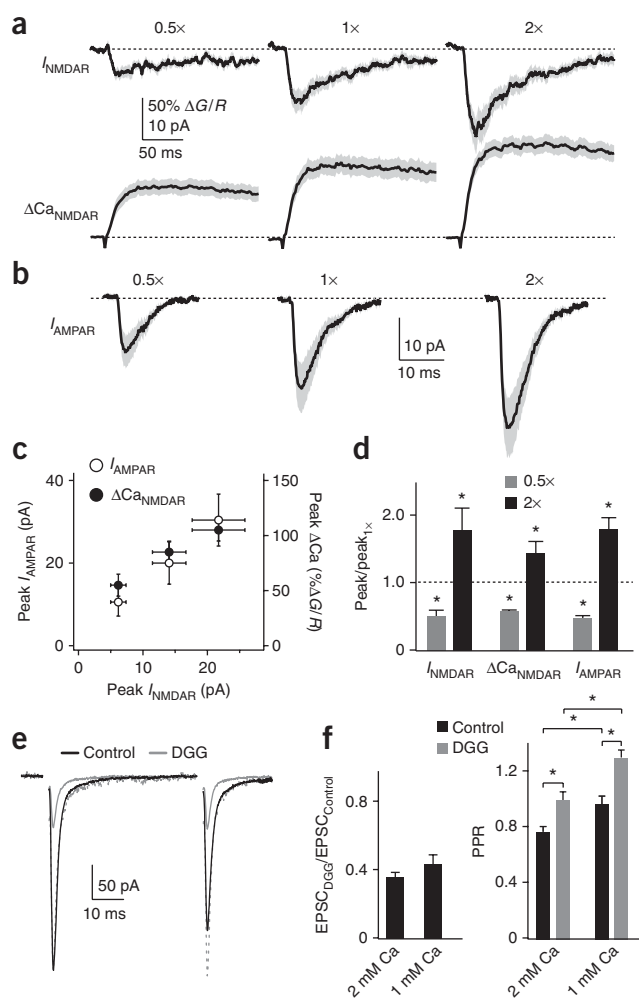 a
0.5× 1× 2×
I_NMDAR
50% ΔG/R
10 pA
50 ms
ΔCa_NMDAR
b
0.5× 1× 2×
I_AMPAR
10 pA
10 ms
c
I_AMPAR
ΔCa_NMDAR
40
20
0
Peak I_AMPAR (pA)
150
100
50
0
Peak ΔCa (%ΔG/R)
0 5 10 15 20 25
Peak I_NMDAR (pA)
d
0.5×
2×
2.0
1.0
0
Peak/peak_1×
* * * * * *
I_NMDAR ΔCa_NMDAR I_AMPAR
e
Control DGG
50 pA
10 ms
f
0.8
0.4
0
EPSC_DGG/EPSC_Control
2 mM Ca 1 mM Ca
Control
DGG
* * * *
1.2
0.8
0.4
0
PPR
2 mM Ca 1 mM Ca